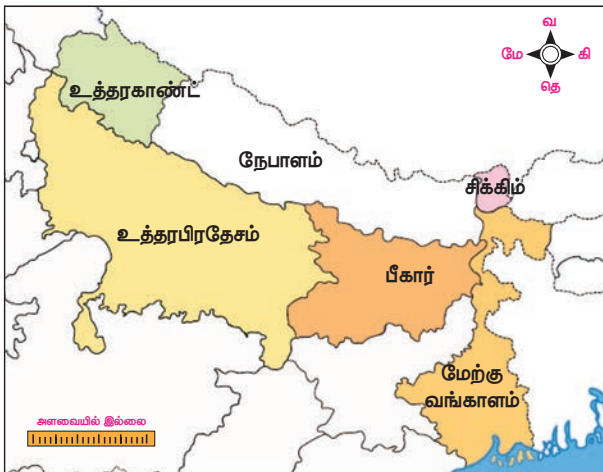 வ
மே
கி
தெ
உத்தரகாண்ட்
நேபாளம்
சிக்கிம்
உத்தரபிரதேசம்
பீகார்
மேற்கு
வங்காளம்
அளவையில் இல்லை